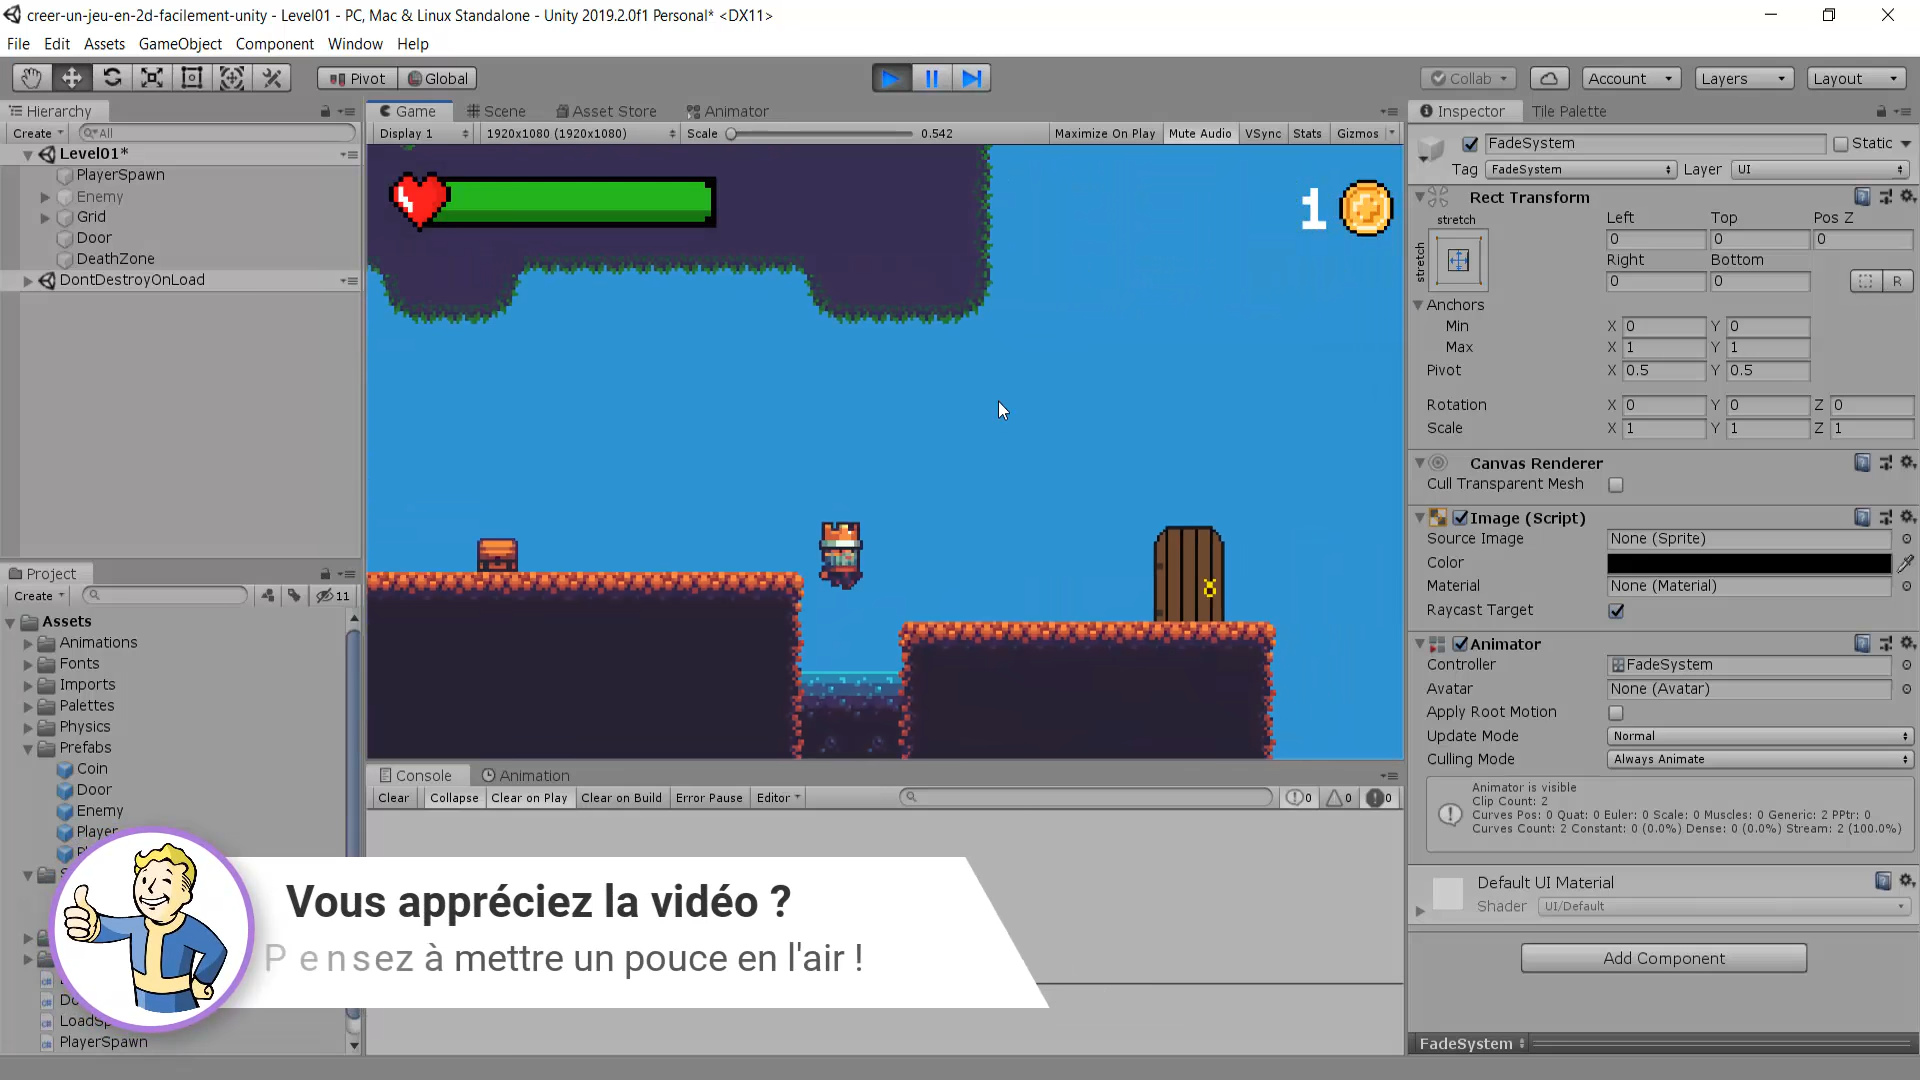 creer-un-jeu-en-2d-facilement-unity - Level01 - PC, Mac & Linux Standalone - Unity 2019.2.0f1 Personal* <DX11>
File Edit Assets GameObject Component Window Help
Pivot Global
Collab Account Layers Layout
Hierarchy
Create All
Level01*
PlayerSpawn
Enemy
Grid
Door
DeathZone
DontDestroyOnLoad
Game Scene Asset Store Animator
Display 1 1920x1080 (1920x1080) Scale 0.542 Maximize On Play Mute Audio VSync Stats Gizmos
1
Project
Create 11
Assets
Animations
Fonts
Imports
Palettes
Physics
Prefabs
Coin
Door
Enemy
Player
LoadSp
PlayerSpawn
Console Animation
Clear Collapse Clear on Play Clear on Build Error Pause Editor 0 0 0
Vous appréciez la vidéo ?
Pensez à mettre un pouce en l'air !
Inspector Tile Palette
FadeSystem Static
Tag FadeSystem Layer UI
Rect Transform
stretch Left Top Pos Z
stretch 0 0 0
Right Bottom
0 0 R
Anchors
Min X 0 Y 0
Max X 1 Y 1
Pivot X 0.5 Y 0.5
Rotation X 0 Y 0 Z 0
Scale X 1 Y 1 Z 1
Canvas Renderer
Cull Transparent Mesh
Image (Script)
Source Image None (Sprite)
Color
Material None (Material)
Raycast Target
Animator
Controller FadeSystem
Avatar None (Avatar)
Apply Root Motion
Update Mode Normal
Culling Mode Always Animate
Animator is visible
Clip Count: 2
Curves Pos: 0 Quat: 0 Euler: 0 Scale: 0 Muscles: 0 Generic: 2 PPtr: 0
Curves Count: 2 Constant: 0 (0.0%) Dense: 0 (0.0%) Stream: 2 (100.0%)
Default UI Material
Shader UI/Default
Add Component
FadeSystem